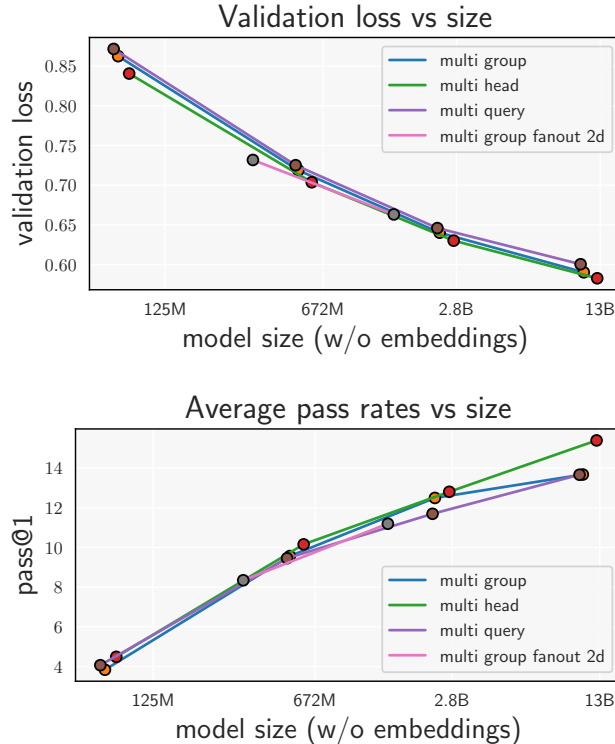 Validation loss vs size
validation loss
0.85
0.80
0.75
0.70
0.65
0.60
multi group
multi head
multi query
multi group fanout 2d
125M 672M 2.8B 13B
model size (w/o embeddings)
Average pass rates vs size
pass@1
14
12
10
8
6
4
multi group
multi head
multi query
multi group fanout 2d
125M 672M 2.8B 13B
model size (w/o embeddings)